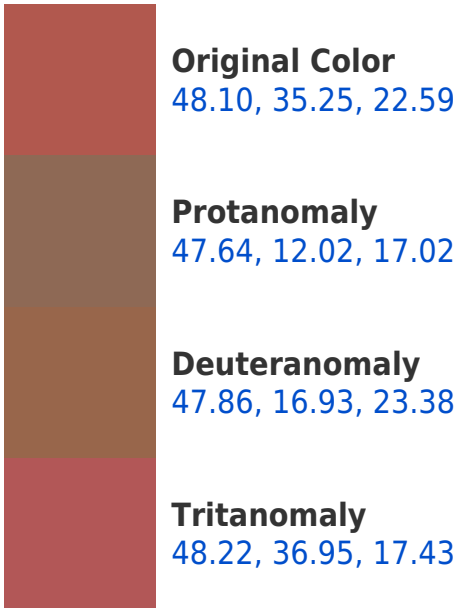 Original Color
48.10, 35.25, 22.59
Protanomaly
47.64, 12.02, 17.02
Deuteranomaly
47.86, 16.93, 23.38
Tritanomaly
48.22, 36.95, 17.43